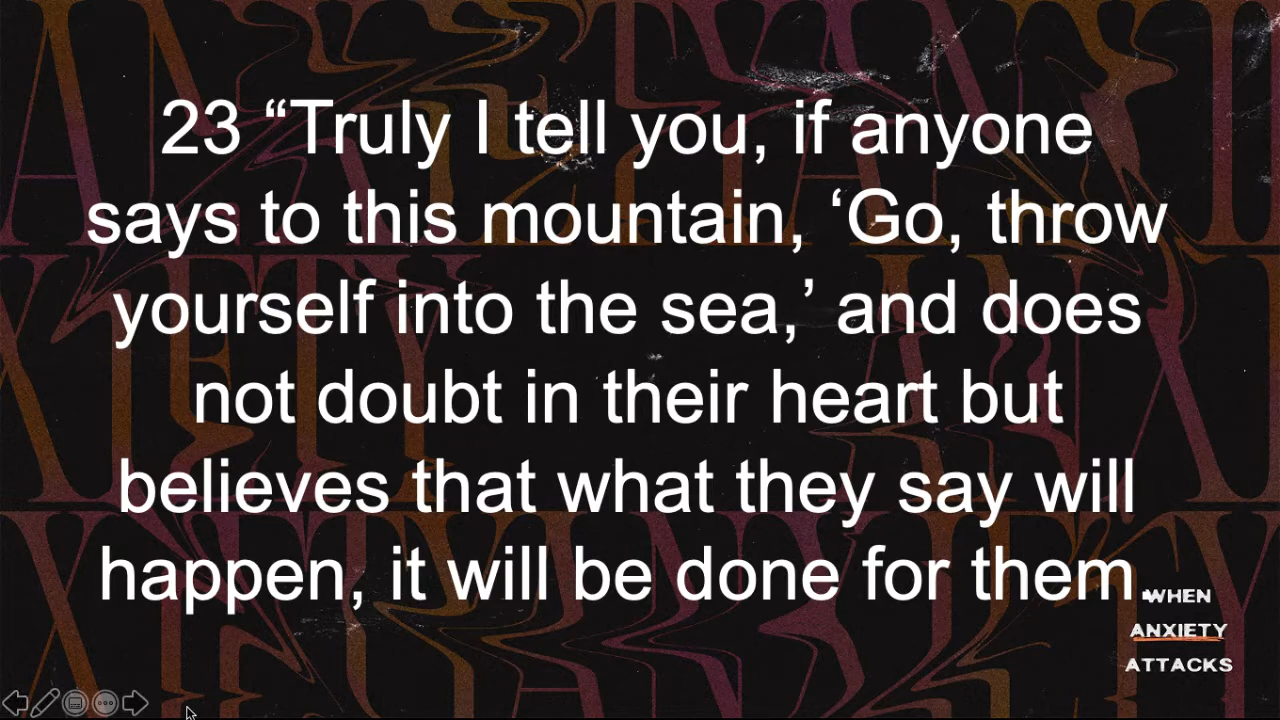 23 “Truly I tell you, if anyone
says to this mountain, ‘Go, throw
yourself into the sea,’ and does
not doubt in their heart but
believes that what they say will
happen, it will be done for them.
WHEN
ANXIETY
ATTACKS